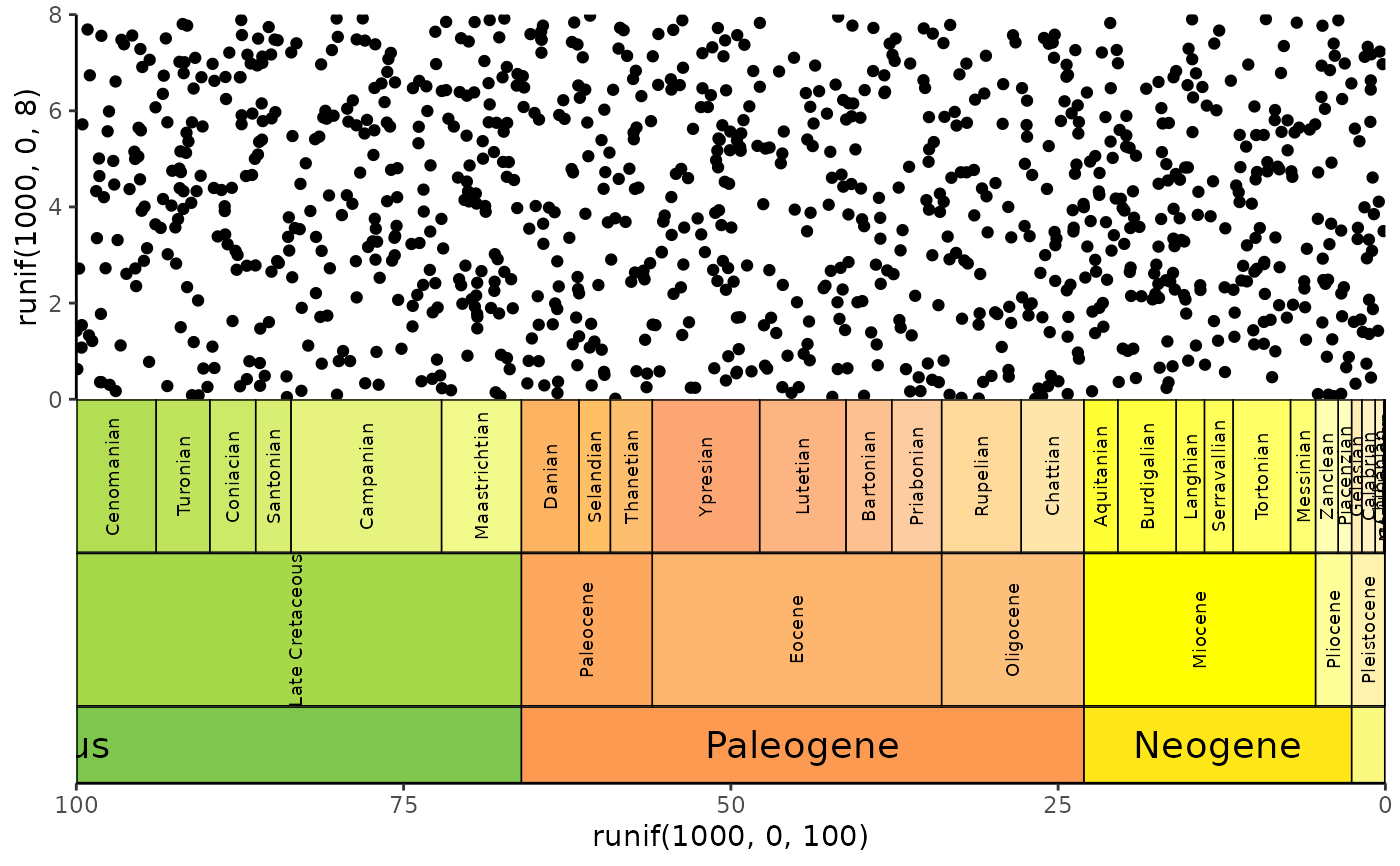 8
6
4
2
0
runif(1000, 0, 8)
Cenomanian
Turonian
Coniacian
Santonian
Campanian
Maastrichtian
Danian
Selandian
Thanetian
Ypresian
Lutetian
Bartonian
Priabonian
Rupelian
Chattian
Aquitanian
Burdigalian
Langhian
Serravallian
Tortonian
Messinian
Zanclean
Piacenzian
Gelasian
Calabrian
Late Cretaceous
Paleocene
Eocene
Oligocene
Miocene
Pliocene
Pleistocene
us
Paleogene
Neogene
100
75
50
25
0
runif(1000, 0, 100)